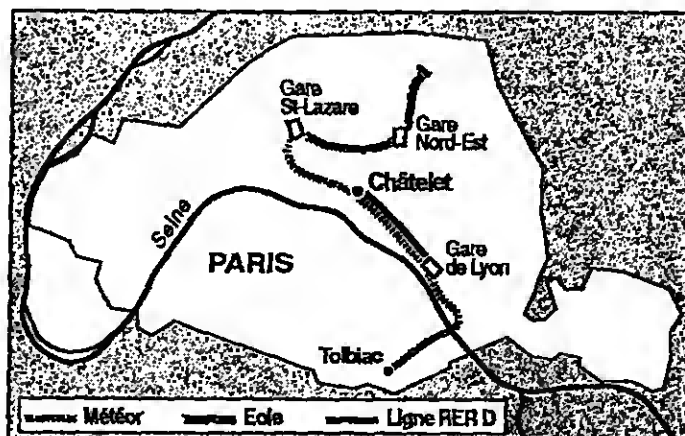 Gare
St-Lazare
Gare
Nord-Est
Châtelet
Seine
PARIS
Gare
de Lyon
Tolbiac
Météor
Eole
Ligne RER D